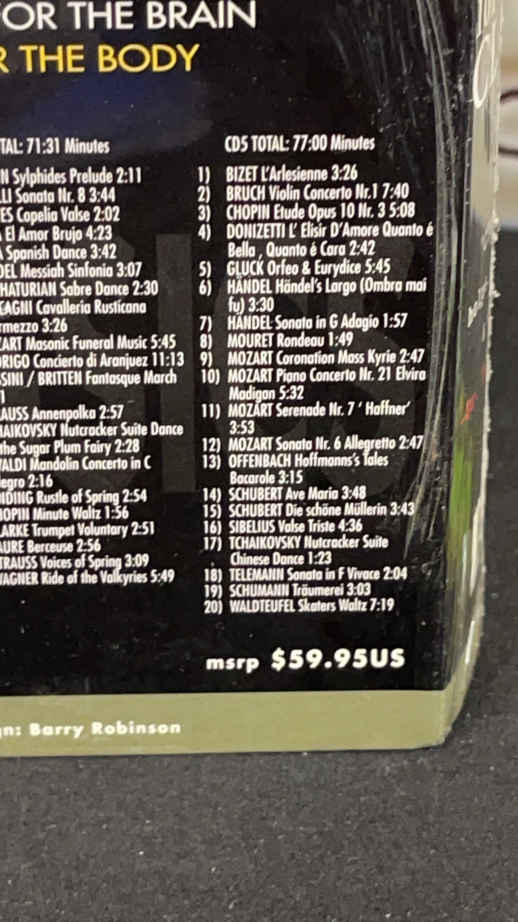 OR THE BRAIN
R THE BODY
TAL: 71:31 Minutes
N Sylphides Prelude 2:11
LI Sonata Nr. 8 3:44
ES Copelia Valse 2:02
El Amor Brujo 4:23
Spanish Dance 3:42
DEL Messiah Sinfonia 3:07
HATURIAN Sabre Dance 2:30
CAGNI Cavalleria Rusticana
rmezzo 3:26
ZART Masonic Funeral Music 5:45
RIGO Concierto di Aranjuez 11:13
SINI / BRITTEN Fantasque March
1
AUSS Annenpolka 2:57
HAIKOVSKY Nutcracker Suite Dance
the Sugar Plum Fairy 2:28
VALDI Mandolin Concerto in C
egro 2:16
NDING Rustle of Spring 2:54
HOPIN Minute Waltz 1:56
LARKE Trumpet Voluntary 2:51
AURE Berceuse 2:56
TRAUSS Voices of Spring 3:09
WAGNER Ride of the Valkyries 5:49
CD5 TOTAL: 77:00 Minutes
1) BIZET L'Arlesienne 3:26
2) BRUCH Violin Concerto Nr.1 7:40
3) CHOPIN Etude Opus 10 Nr. 3 5:08
4) DONIZETTI L' Elisir D'Amore Quanto é
Bella , Quanto é Cara 2:42
5) GLUCK Orfeo & Eurydice 5:45
6) HÄNDEL Händel's Largo (Ombra mai
fu) 3:30
7) HÄNDEL Sonata in G Adagio 1:57
8) MOURET Rondeau 1:49
9) MOZART Coronation Mass Kyrie 2:47
10) MOZART Piano Concerto Nr. 21 Elvira
Madigan 5:32
11) MOZART Serenade Nr. 7 ' Haffner'
3:53
12) MOZART Sonata Nr. 6 Allegretto 2:47
13) OFFENBACH Hoffmanns's Tales
Bacarole 3:15
14) SCHUBERT Ave Maria 3:48
15) SCHUBERT Die schöne Müllerin 3:43
16) SIBELIUS Valse Triste 4:36
17) TCHAIKOVSKY Nutcracker Suite
Chinese Dance 1:23
18) TELEMANN Sonata in F Vivace 2:04
19) SCHUMANN Träumerei 3:03
20) WALDTEUFEL Skaters Waltz 7:19
msrp $59.95US
gn: Barry Robinson